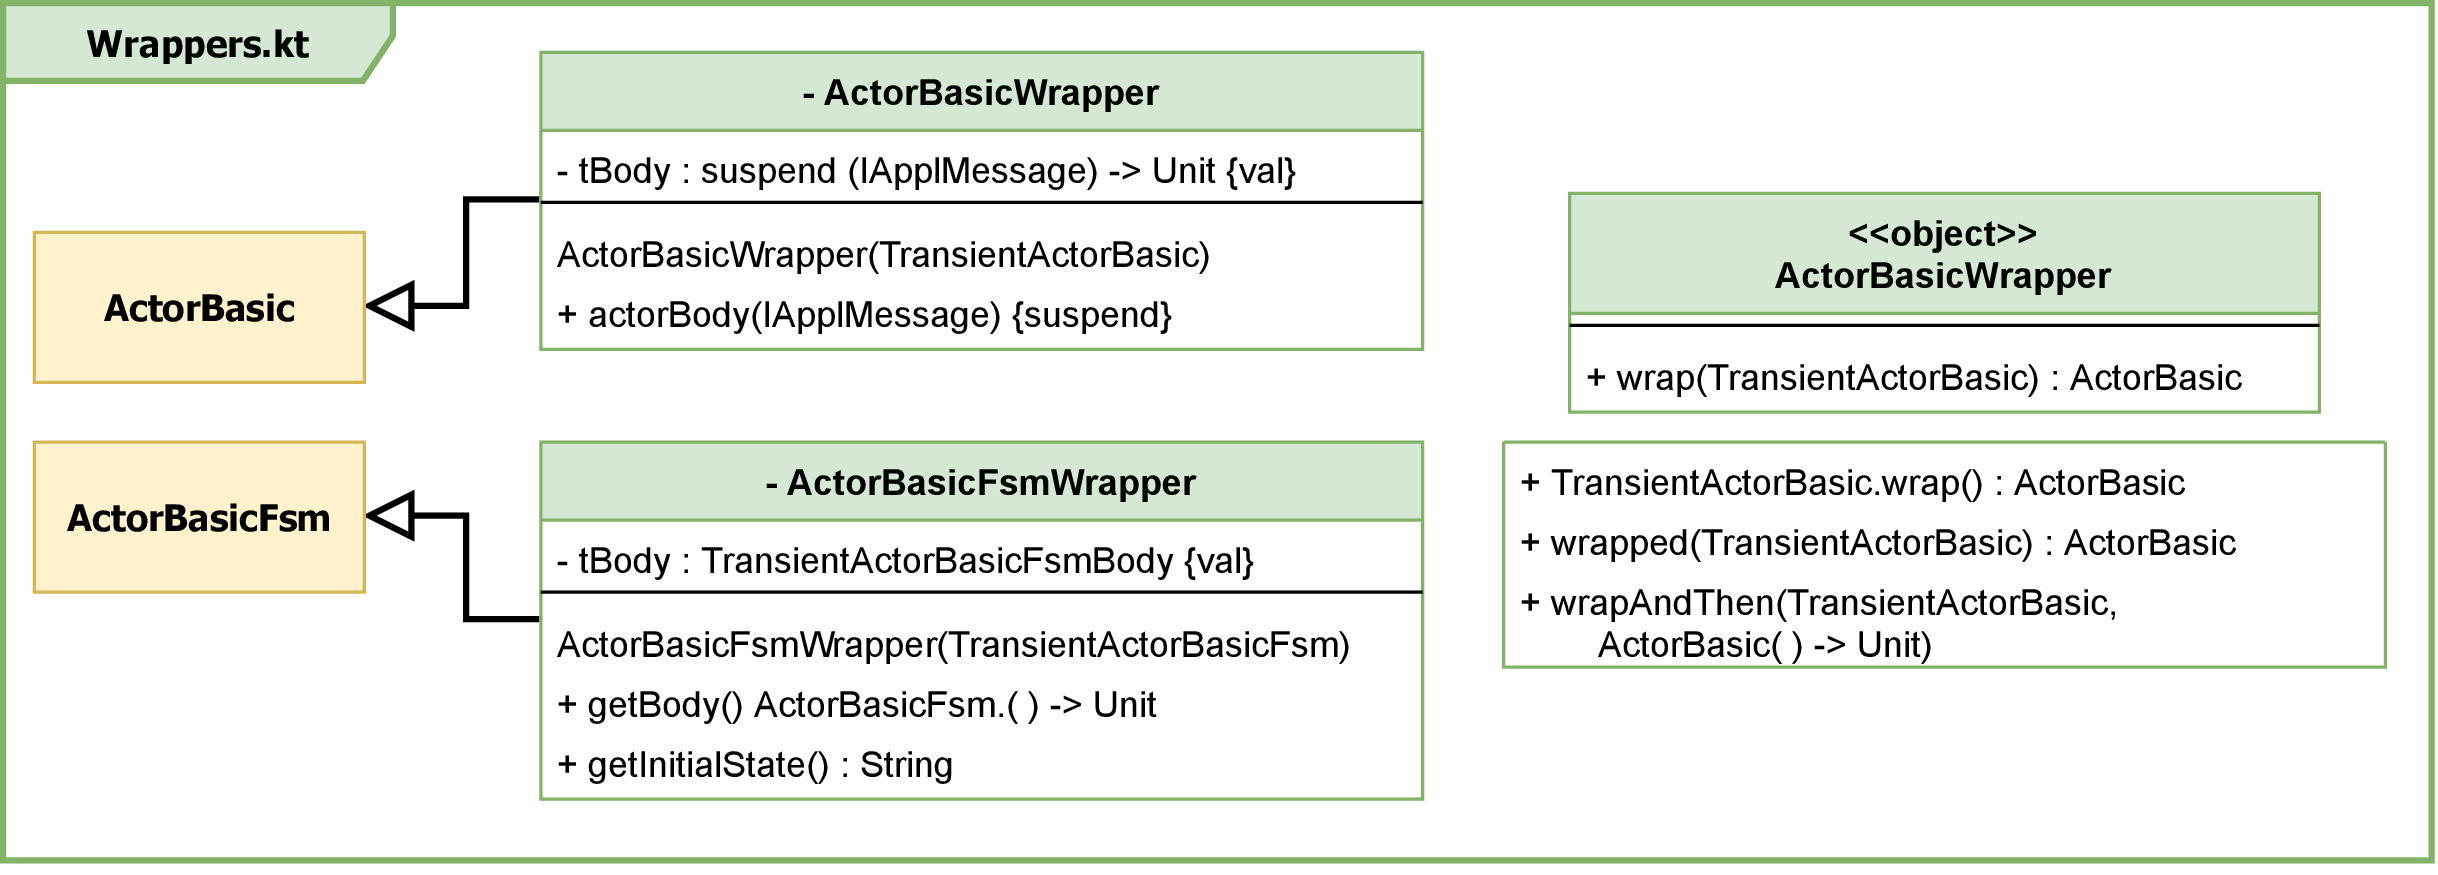 Wrappers.kt
- ActorBasicWrapper
- tBody : suspend (IApplMessage) -> Unit {val}
ActorBasicWrapper(TransientActorBasic)
+ actorBody(IApplMessage) {suspend}
ActorBasic
ActorBasicFsm
- ActorBasicFsmWrapper
- tBody : TransientActorBasicFsmBody {val}
ActorBasicFsmWrapper(TransientActorBasicFsm)
+ getBody() ActorBasicFsm.( ) -> Unit
+ getInitialState() : String
<<object>>
ActorBasicWrapper
+ wrap(TransientActorBasic) : ActorBasic
+ TransientActorBasic.wrap() : ActorBasic
+ wrapped(TransientActorBasic) : ActorBasic
+ wrapAndThen(TransientActorBasic,
ActorBasic( ) -> Unit)